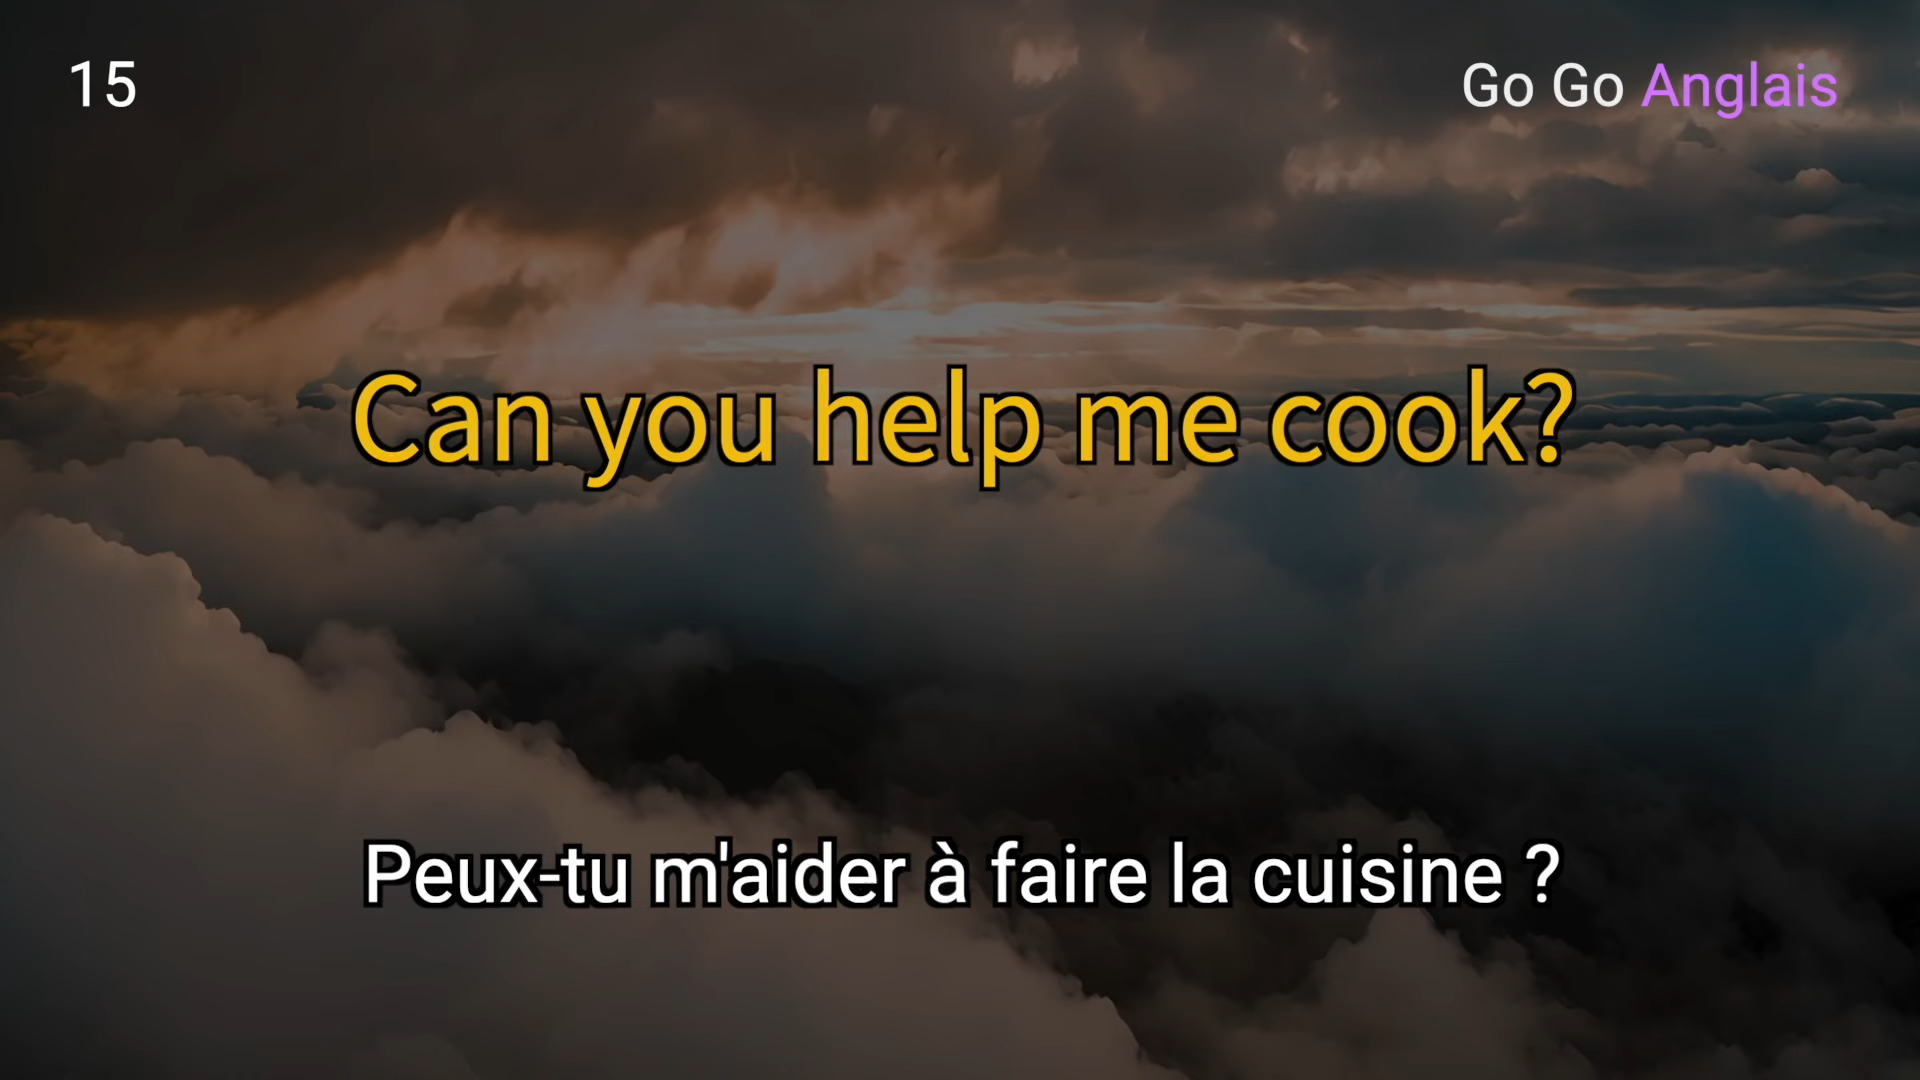 15
Go Go Anglais
Can you help me cook?
Peux-tu m'aider à faire la cuisine ?